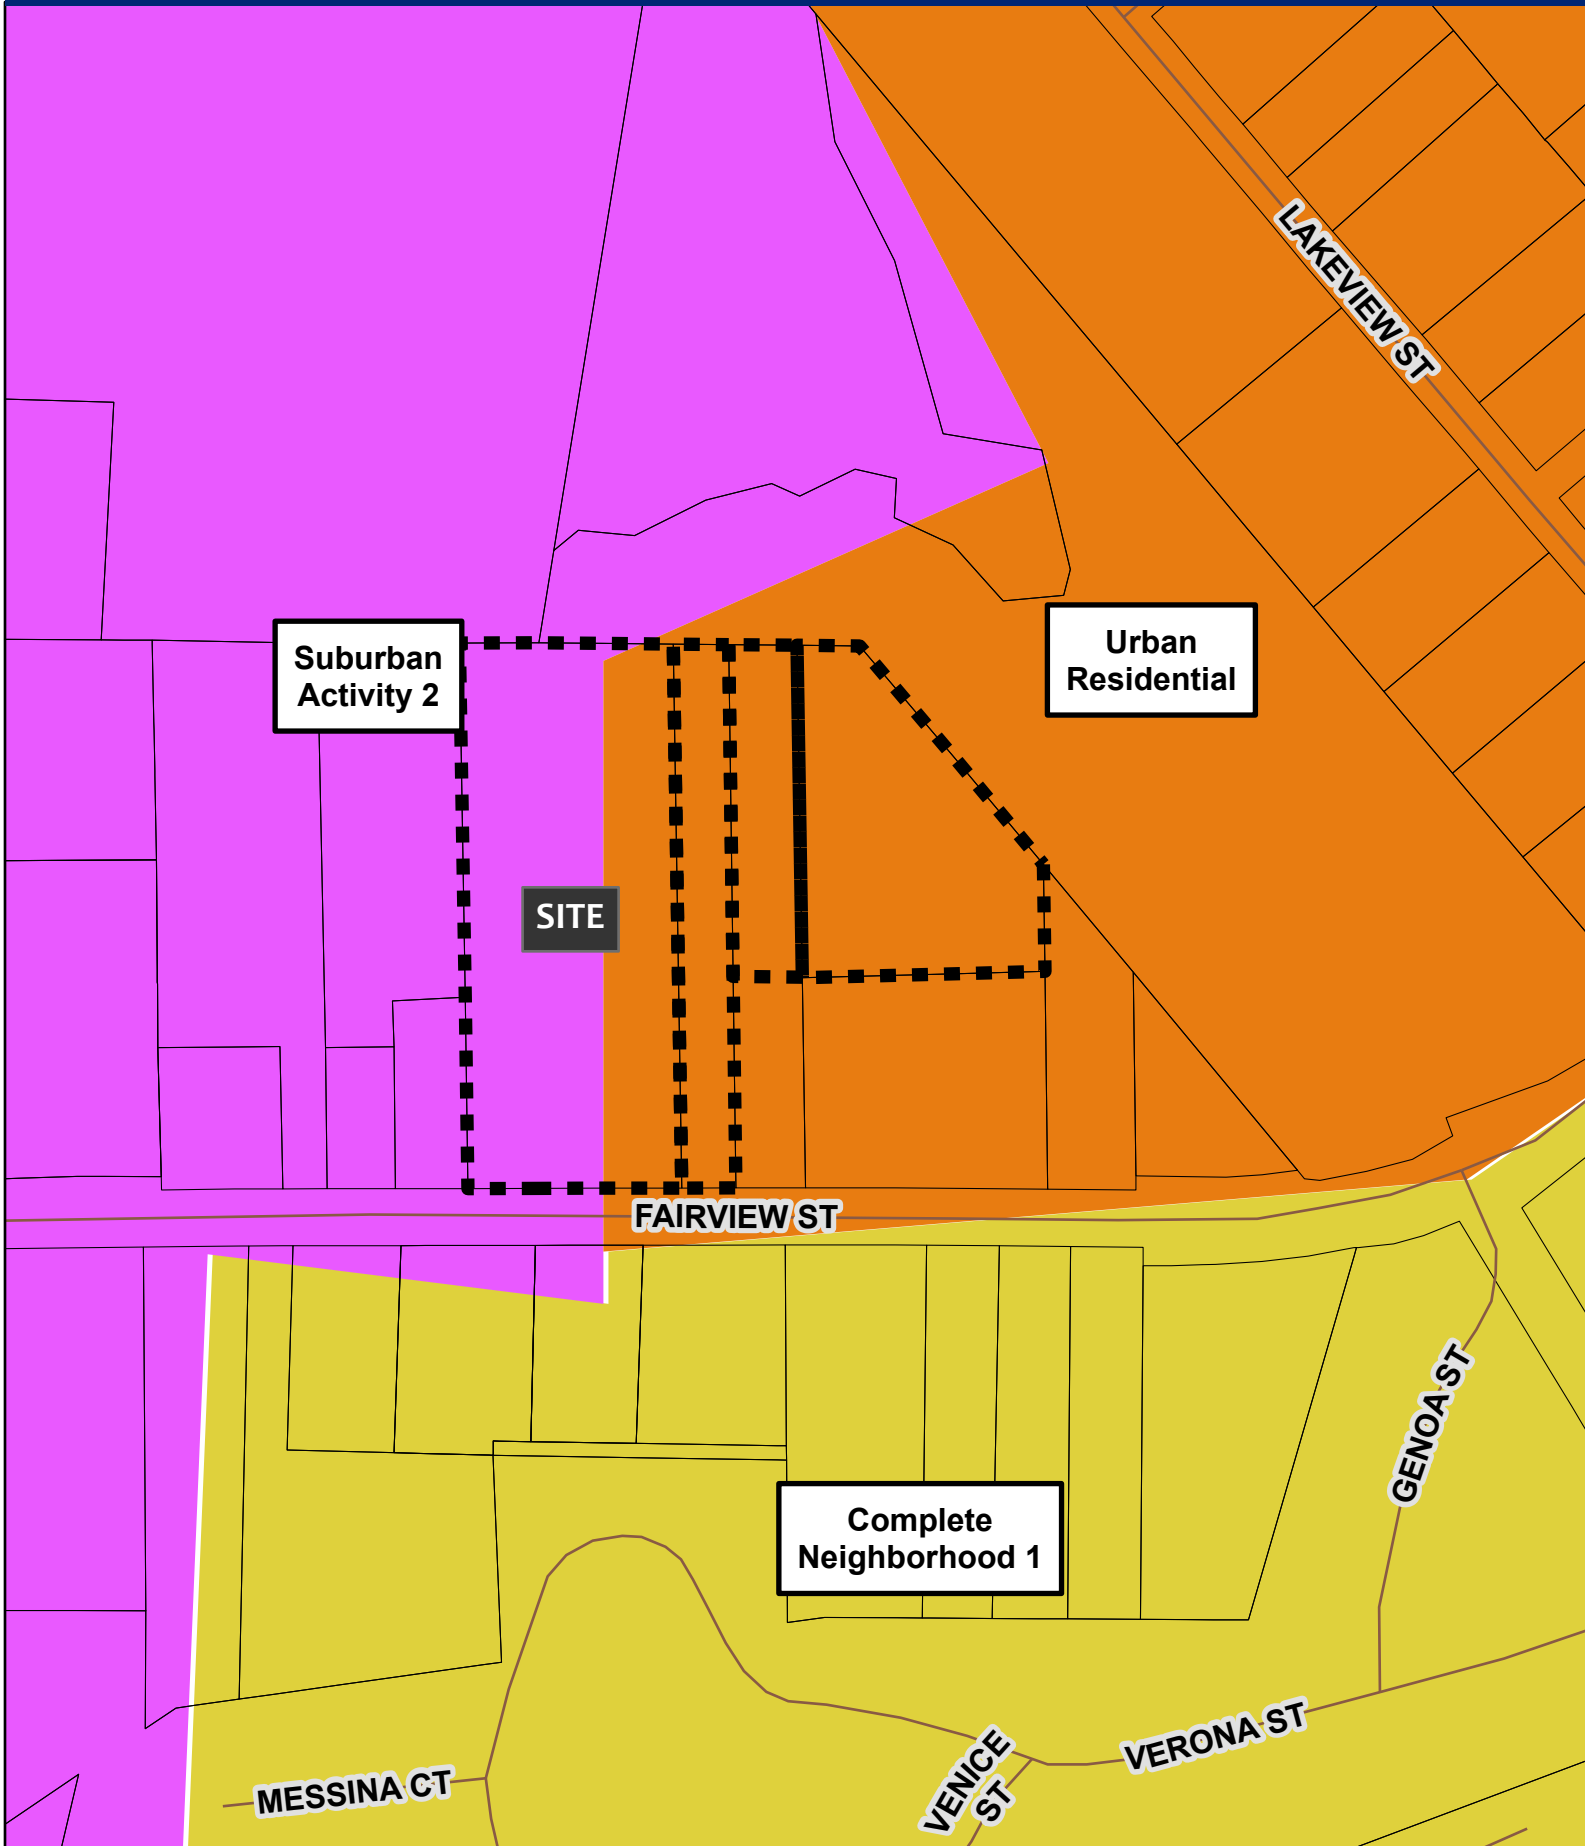 LAKEVIEW ST
Suburban
Activity 2
Urban
Residential
SITE
FAIRVIEW ST
GENOA ST
Complete
Neighborhood 1
VERONA ST
VENICE
ST
MESSINA CT